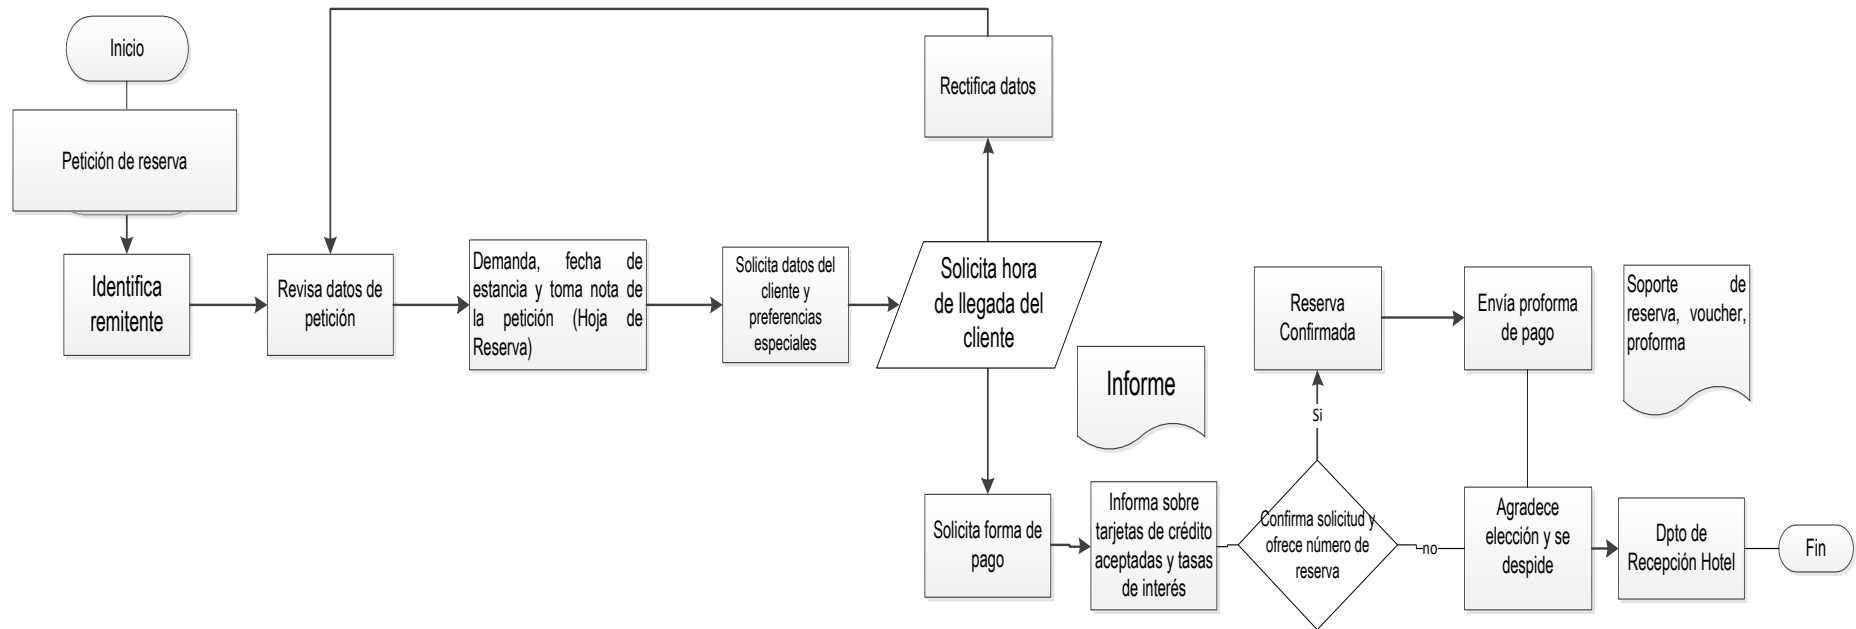 Inicio
Petición de reserva
Identifica
remitente
Revisa datos de
petición
Demanda, fecha de
estancia y toma nota de
la petición (Hoja de
Reserva)
Solicita datos del
cliente y
preferencias
especiales
Solicita hora
de llegada del
cliente
Rectifica datos
Solicita forma de
pago
Informe
Informa sobre
tarjetas de crédito
aceptadas y tasas
de interés
Confirma solicitud y
ofrece número de
reserva
Si
no
Reserva
Confirmada
Envía proforma
de pago
Soporte de
reserva, voucher,
proforma
Agradece
elección y se
despide
Dpto de
Recepción Hotel
Fin